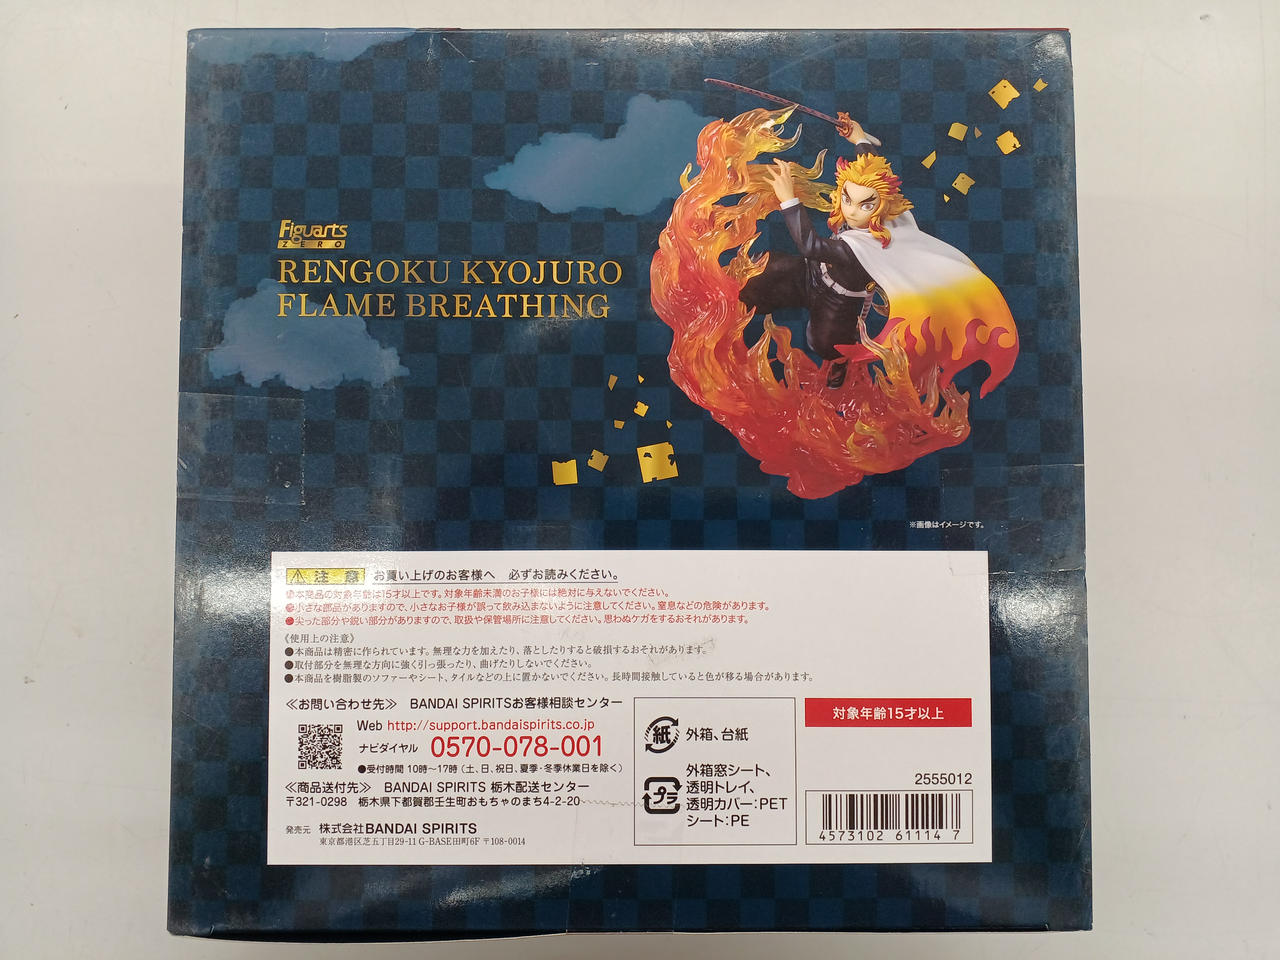 Figuarts
ZERO
RENGOKU KYOJURO
FLAME BREATHING
※画像はイメージです。
注意 お買い上げのお客様へ 必ずお読みください。
●本商品の対象年齢は15才以上です。対象年齢未満のお子様には絶対に与えないでください。
●小さな部品がありますので、小さなお子様が誤って飲み込まないように注意してください。窒息などの危険があります。
●尖った部分や鋭い部分がありますので、取扱や保管場所に注意してください。思わぬケガをするおそれがあります。
《使用上の注意》
●本商品は精密に作られています。無理な力を加えたり、落としたりすると破損するおそれがあります。
●取付部分を無理な方向に強く引っ張ったり、曲げたりしないでください。
●本商品を樹脂製のソファーやシート、タイルなどの上に置かないでください。長時間接触していると色が移る場合があります。
≪お問い合わせ先≫ BANDAI SPIRITSお客様相談センター
Web http://support.bandaispirits.co.jp
ナビダイヤル 0570-078-001
●受付時間 10時～17時（土、日、祝日、夏季・冬季休業日を除く）
≪商品送付先≫ BANDAI SPIRITS 栃木配送センター
〒321-0298 栃木県下都賀郡壬生町おもちゃのまち4-2-20
発売元 株式会社BANDAI SPIRITS
東京都港区芝五丁目29-11 G-BASE田町6F 〒108-0014
紙 外箱、台紙
プラ 外箱窓シート、
透明トレイ、
透明カバー：PET
シート：PE
対象年齢15才以上
2555012
4573102 61114 7